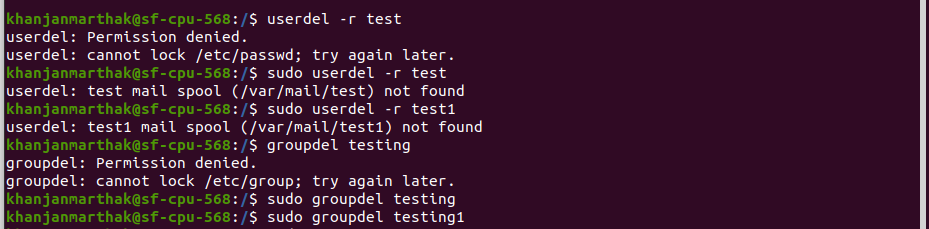 khanjanmarthak@sf-cpu-568:/$ userdel -r test
userdel: Permission denied.
userdel: cannot lock /etc/passwd; try again later.
khanjanmarthak@sf-cpu-568:/$ sudo userdel -r test
userdel: test mail spool (/var/mail/test) not found
khanjanmarthak@sf-cpu-568:/$ sudo userdel -r test1
userdel: test1 mail spool (/var/mail/test1) not found
khanjanmarthak@sf-cpu-568:/$ groupdel testing
groupdel: Permission denied.
groupdel: cannot lock /etc/group; try again later.
khanjanmarthak@sf-cpu-568:/$ sudo groupdel testing
khanjanmarthak@sf-cpu-568:/$ sudo groupdel testing1